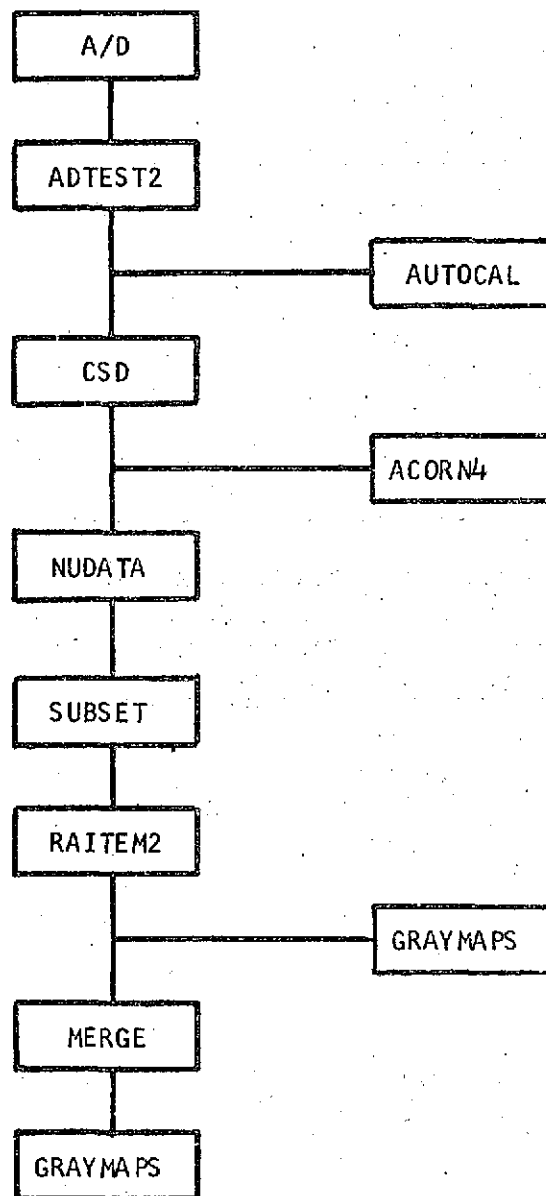 A/D
ADTEST2
AUTOCAL
CSD
ACORN4
NUDATA
SUBSET
RAITEM2
GRAYMAPS
MERGE
GRAYMAPS